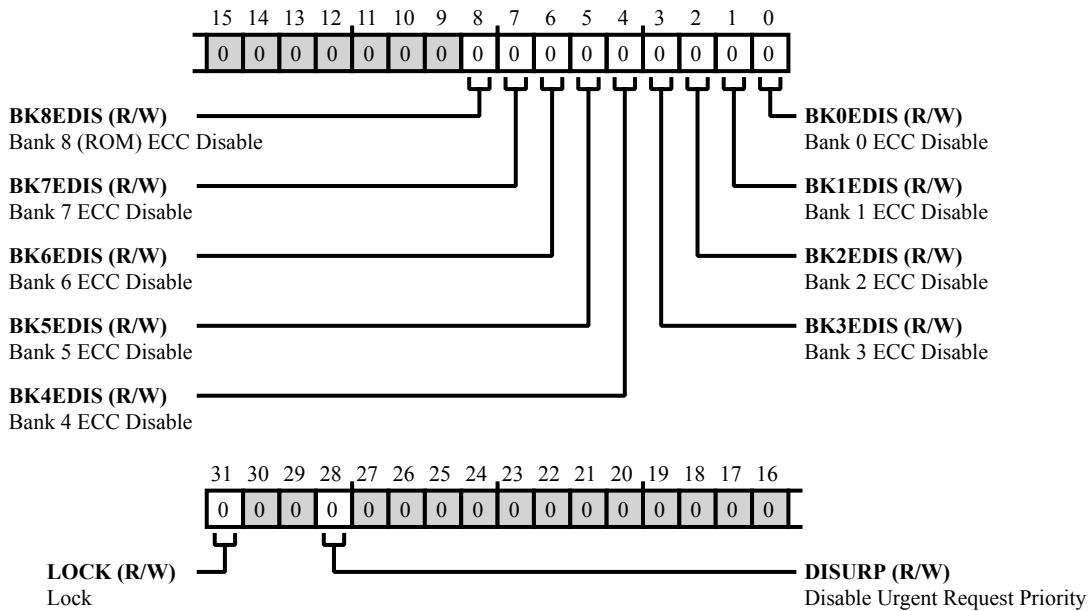 15 14 13 12 11 10 9 8 7 6 5 4 3 2 1 0
0 0 0 0 0 0 0 0 0 0 0 0 0 0 0 0
BK8EDIS (R/W)
Bank 8 (ROM) ECC Disable
BK0EDIS (R/W)
Bank 0 ECC Disable
BK7EDIS (R/W)
Bank 7 ECC Disable
BK1EDIS (R/W)
Bank 1 ECC Disable
BK6EDIS (R/W)
Bank 6 ECC Disable
BK2EDIS (R/W)
Bank 2 ECC Disable
BK5EDIS (R/W)
Bank 5 ECC Disable
BK3EDIS (R/W)
Bank 3 ECC Disable
BK4EDIS (R/W)
Bank 4 ECC Disable
31 30 29 28 27 26 25 24 23 22 21 20 19 18 17 16
0 0 0 0 0 0 0 0 0 0 0 0 0 0 0 0
LOCK (R/W)
Lock
DISURP (R/W)
Disable Urgent Request Priority